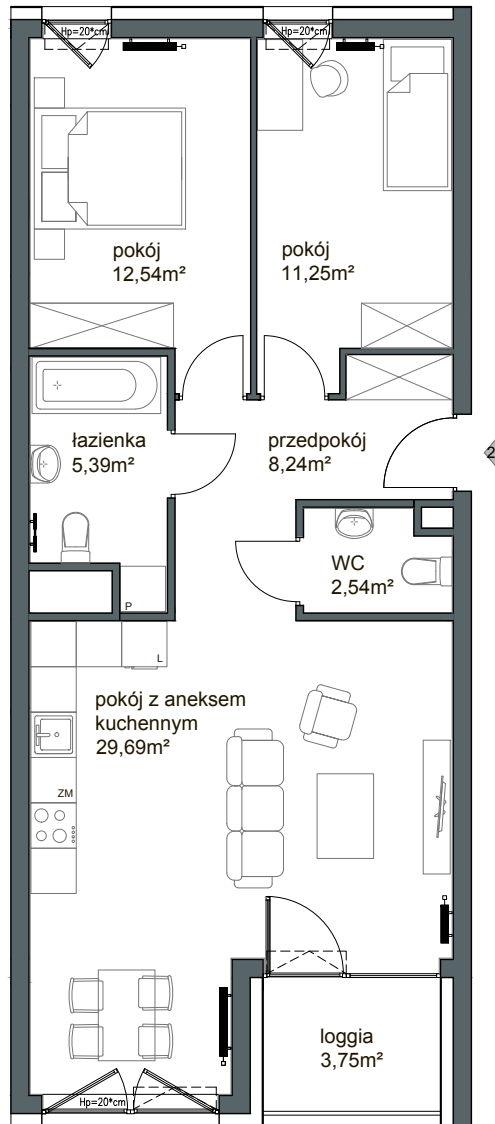 Hp=20*cm
Hp=20*cm
pokój
12,54m²
pokój
11,25m²
łazienka
5,39m²
przedpokój
8,24m²
2
WC
2,54m²
P
L
pokój z aneksem
kuchennym
29,69m²
ZM
loggia
3,75m²
Hp=20*cm